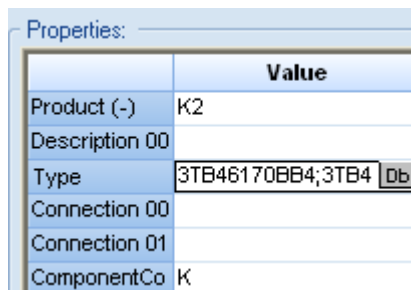 Properties:
Value
Product (-) K2
Description 00
Type 3TB46170BB4;3TB4 Db
Connection 00
Connection 01
ComponentCo K